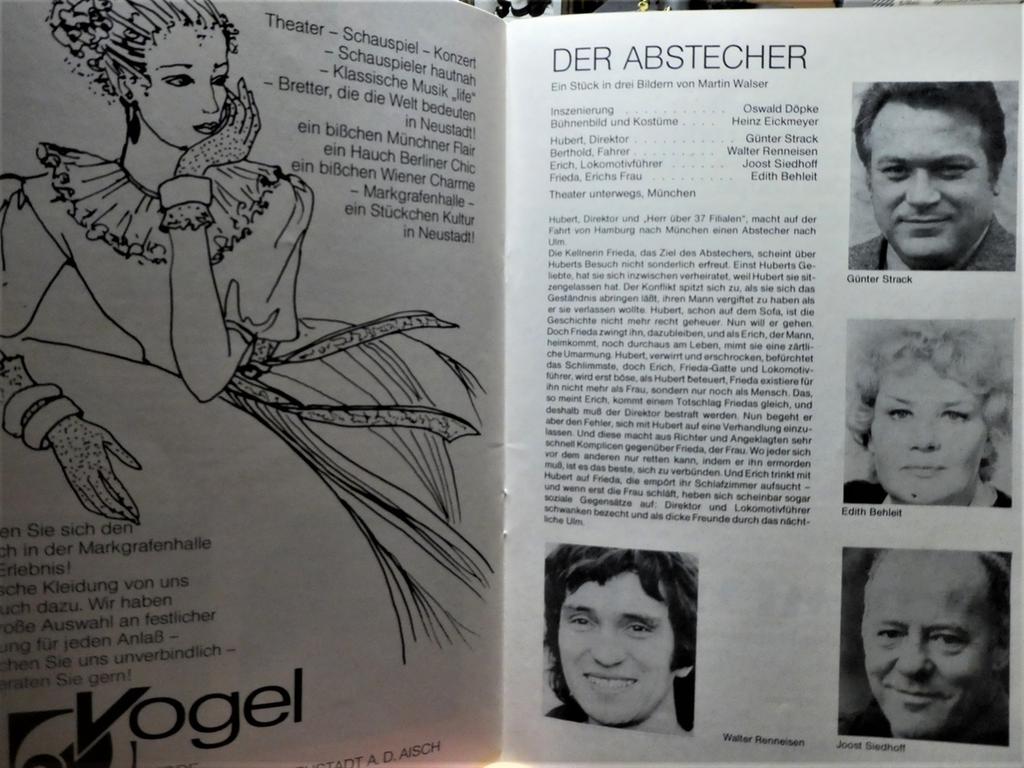 Theater – Schauspiel – Konzert
– Schauspieler hautnah
– Klassische Musik „life“
– Bretter, die die Welt bedeuten
in Neustadt!
ein bißchen Münchner Flair
ein Hauch Berliner Chic
ein bißchen Wiener Charme
– Markgrafenhalle –
ein Stückchen Kultur
in Neustadt!
en Sie sich den
ch in der Markgrafenhalle
Erlebnis!
sche Kleidung von uns
uch dazu. Wir haben
roße Auswahl an festlicher
ung für jeden Anlaß –
chen Sie uns unverbindlich –
eraten Sie gern!
Vogel
USTADT A. D. AISCH
DER ABSTECHER
Ein Stück in drei Bildern von Martin Walser
Inszenierung . . . . . . . . . . Oswald Döpke
Bühnenbild und Kostüme . . . . Heinz Eickmeyer
Hubert, Direktor . . . . . . . . . . Günter Strack
Berthold, Fahrer . . . . . . . . . . Walter Renneisen
Erich, Lokomotivführer . . . . . . . Joost Siedhoff
Frieda, Erichs Frau . . . . . . . . . Edith Behleit
Theater unterwegs, München
Hubert, Direktor und „Herr über 37 Filialen“, macht auf der
Fahrt von Hamburg nach München einen Abstecher nach
Ulm.
Die Kellnerin Frieda, das Ziel des Abstechers, scheint über
Huberts Besuch nicht sonderlich erfreut. Einst Huberts Ge-
liebte, hat sie sich inzwischen verheiratet, weil Hubert sie sit-
zengelassen hat. Der Konflikt spitzt sich zu, als sie sich das
Geständnis abringen läßt, ihren Mann vergiftet zu haben als
er sie verlassen wollte. Hubert, schon auf dem Sofa, ist die
Geschichte nicht mehr recht geheuer. Nun will er gehen.
Doch Frieda zwingt ihn, dazubleiben, und als Erich, der Mann,
heimkommt, noch durchaus am Leben, mimt sie eine zärtli-
che Umarmung. Hubert, verwirrt und erschrocken, befürchtet
das Schlimmste, doch Erich, Frieda-Gatte und Lokomotiv-
führer, wird erst böse, als Hubert beteuert, Frieda existiere für
ihn nicht mehr als Frau, sondern nur noch als Mensch. Das,
so meint Erich, kommt einem Totschlag Friedas gleich, und
deshalb muß der Direktor bestraft werden. Nun begeht er
aber den Fehler, sich mit Hubert auf eine Verhandlung einzu-
lassen. Und diese macht aus Richter und Angeklagten sehr
schnell Komplicen gegenüber Frieda, der Frau. Wo jeder sich
vor dem anderen nur retten kann, indem er ihn ermorden
muß, ist es das beste, sich zu verbünden. Und Erich trinkt mit
Hubert auf Frieda, die empört ihr Schlafzimmer aufsucht –
und wenn erst die Frau schläft, heben sich scheinbar sogar
soziale Gegensätze auf: Direktor und Lokomotivführer
schwanken bezecht und als dicke Freunde durch das nächt-
liche Ulm.
Günter Strack
Edith Behleit
Walter Renneisen
Joost Siedhoff